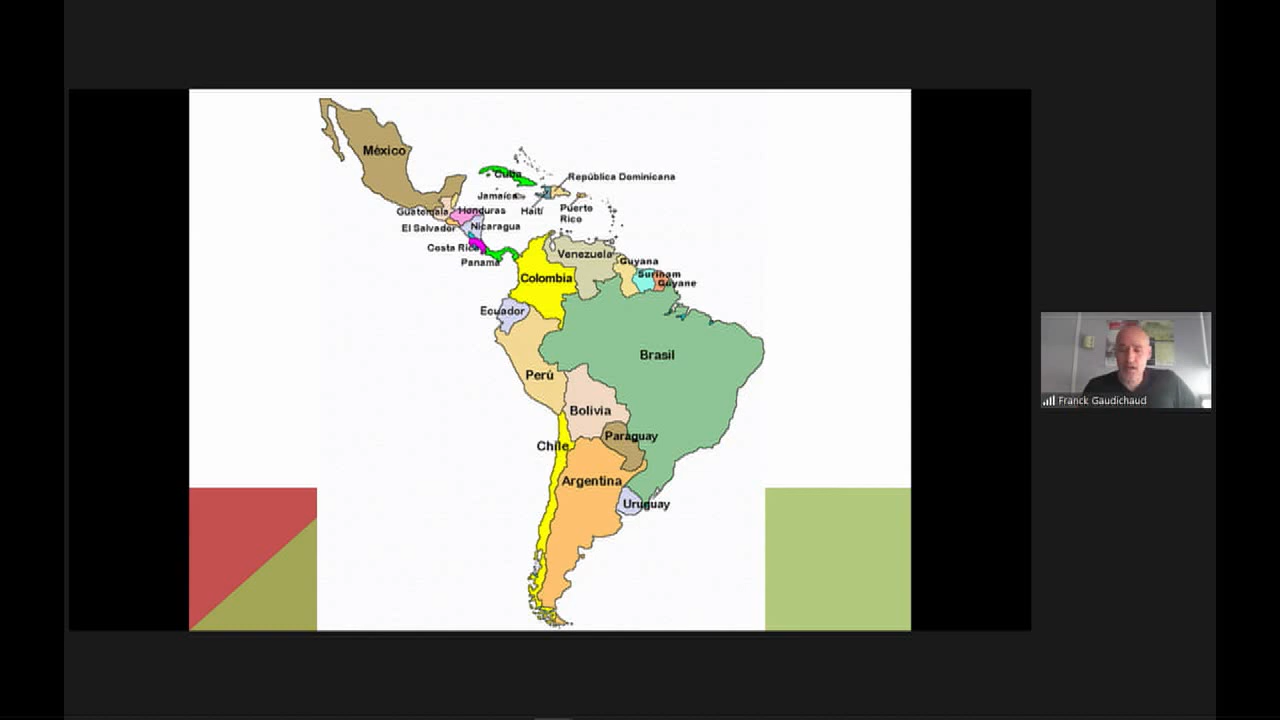 México
Cuba
República Dominicana
Jamaica
Haití
Puerto
Rico
Guatemala
Honduras
El Salvador
Nicaragua
Costa Rica
Panama
Venezuela
Guyana
Surinam
Guyane
Colombia
Ecuador
Brasil
Perú
Bolivia
Paraguay
Chile
Argentina
Uruguay
Franck Gaudichaud